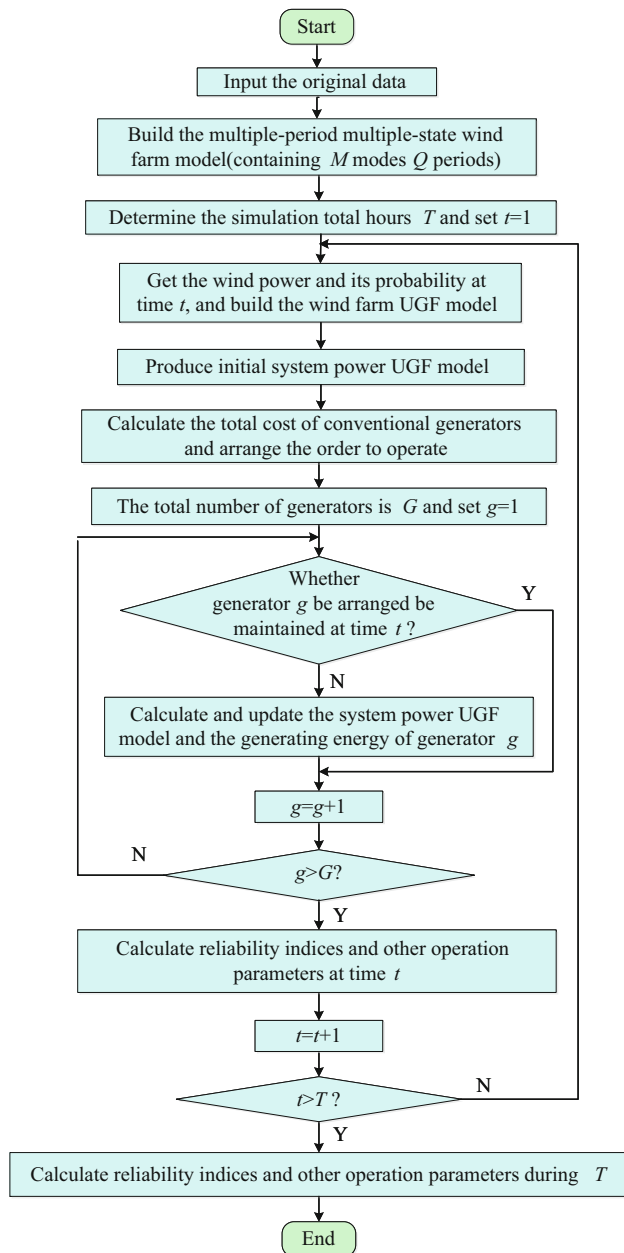 Start
Input the original data
Build the multiple-period multiple-state wind
farm model(containing M modes Q periods)
Determine the simulation total hours T and set t=1
Get the wind power and its probability at
time t, and build the wind farm UGF model
Produce initial system power UGF model
Calculate the total cost of conventional generators
and arrange the order to operate
The total number of generators is G and set g=1
Whether
generator g be arranged be
maintained at time t ?
Y
N
Calculate and update the system power UGF
model and the generating energy of generator g
g=g+1
N
g>G?
Y
Calculate reliability indices and other operation
parameters at time t
t=t+1
N
t>T ?
Y
Calculate reliability indices and other operation parameters during T
End